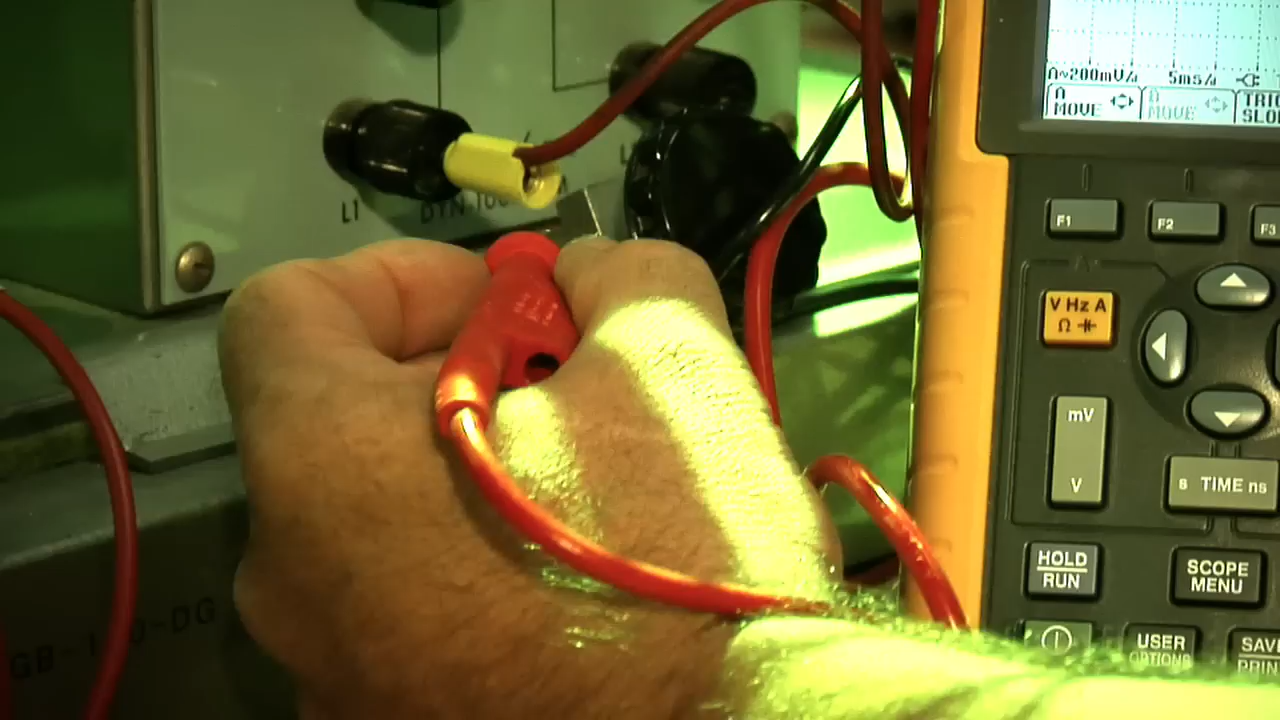 A~200mV/  5ms/
A MOVE
B MOVE
TRIG
L1
F1
F2
F3
V Hz A
Ω
mV
V
s TIME ns
HOLD
RUN
SCOPE
MENU
USER
OPTIONS
SAVE
PRIN